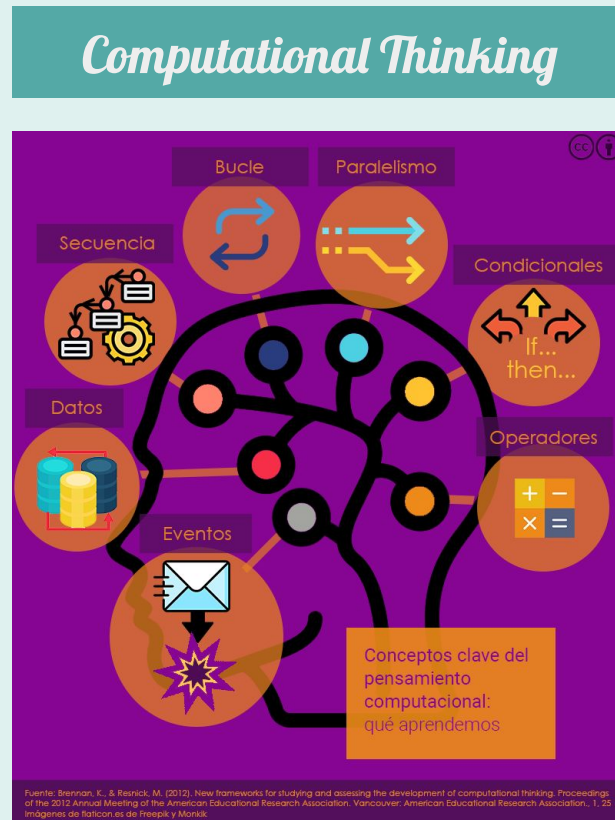 Computational Thinking
cc
Bucle
Paralelismo
Secuencia
Condicionales
If...
then...
Datos
Operadores
Eventos
Conceptos clave del
pensamiento
computacional:
qué aprendemos
Fuente: Brennan, K., & Resnick, M. (2012). New frameworks for studying and assessing the development of computational thinking. Proceedings
of the 2012 Annual Meeting of the American Educational Research Association. Vancouver: American Educational Research Association., 1, 25
Imágenes de flaticon.es de Freepik y Monkik